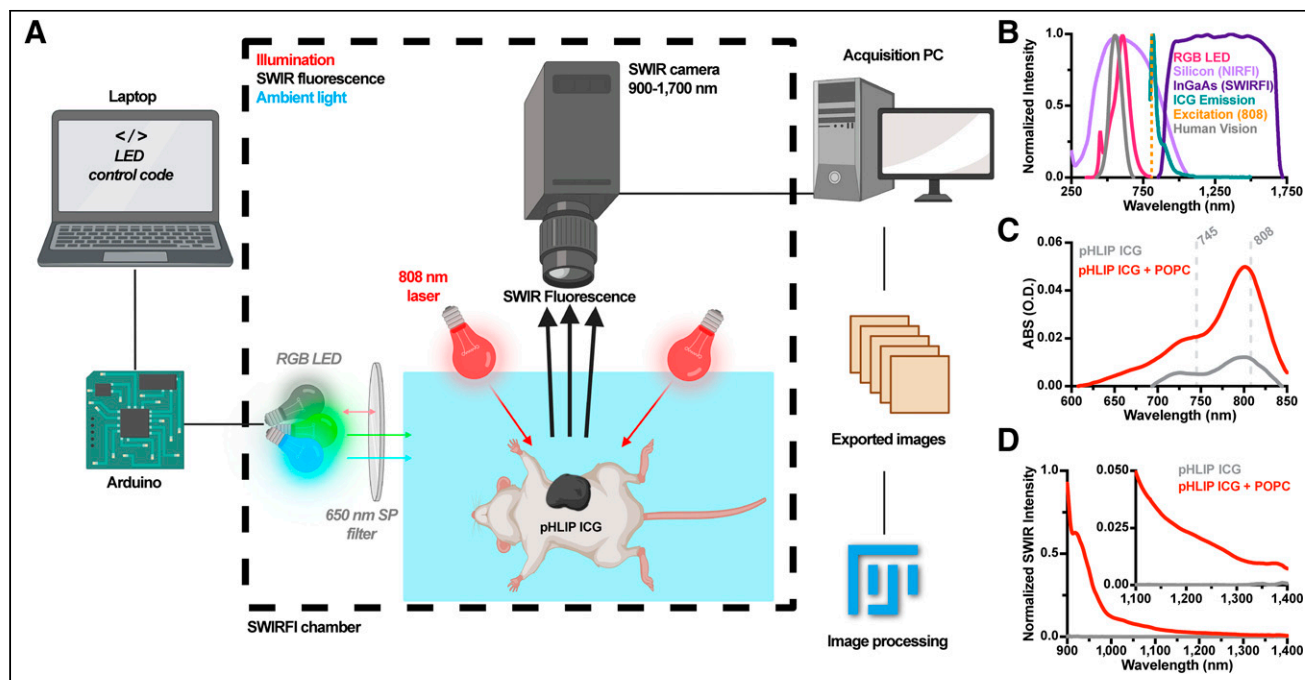 A
Illumination
SWIR fluorescence
Ambient light
Laptop
</>
LED
control code
Arduino
RGB LED
650 nm SP
filter
SWIRFI chamber
SWIR camera
900-1,700 nm
808 nm
laser
SWIR Fluorescence
pHLIP ICG
Acquisition PC
Exported images
Image processing
B
Normalized Intensity
1.0
0.5
0.0
RGB LED
Silicon (NIRFI)
InGaAs (SWIRFI)
ICG Emission
Excitation (808)
Human Vision
250 750 1,250 1,750
Wavelength (nm)
C
ABS (O.D.)
0.06
0.04
0.02
0.00
pHLIP ICG
pHLIP ICG + POPC
745
808
600 650 700 750 800 850
Wavelength (nm)
D
Normalized SWIR Intensity
1.0
0.5
0.0
0.050
0.025
0.00
pHLIP ICG
pHLIP ICG + POPC
1,100 1,200 1,300 1,400
900 1,000 1,100 1,200 1,300 1,400
Wavelength (nm)